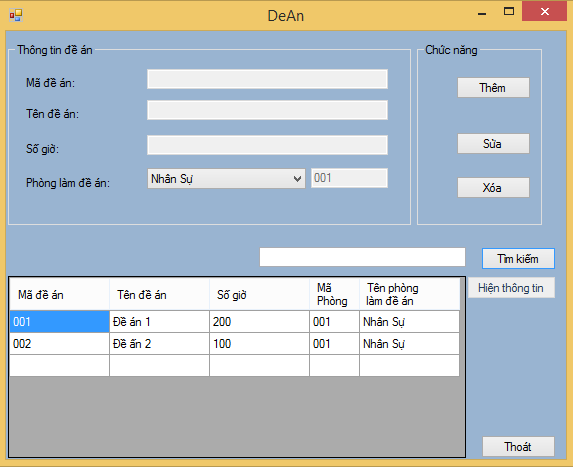 DeAn
Thông tin đề án
Mã đề án:
Tên đề án:
Số giờ:
Phòng làm đề án:
Nhân Sự
001
Chức năng
Thêm
Sửa
Xóa
Tìm kiếm
Hiện thông tin
Mã đề án Tên đề án Số giờ Mã Phòng Tên phòng làm đề án
001 Đề án 1 200 001 Nhân Sự
002 Đề ấn 2 100 001 Nhân Sự
Thoát